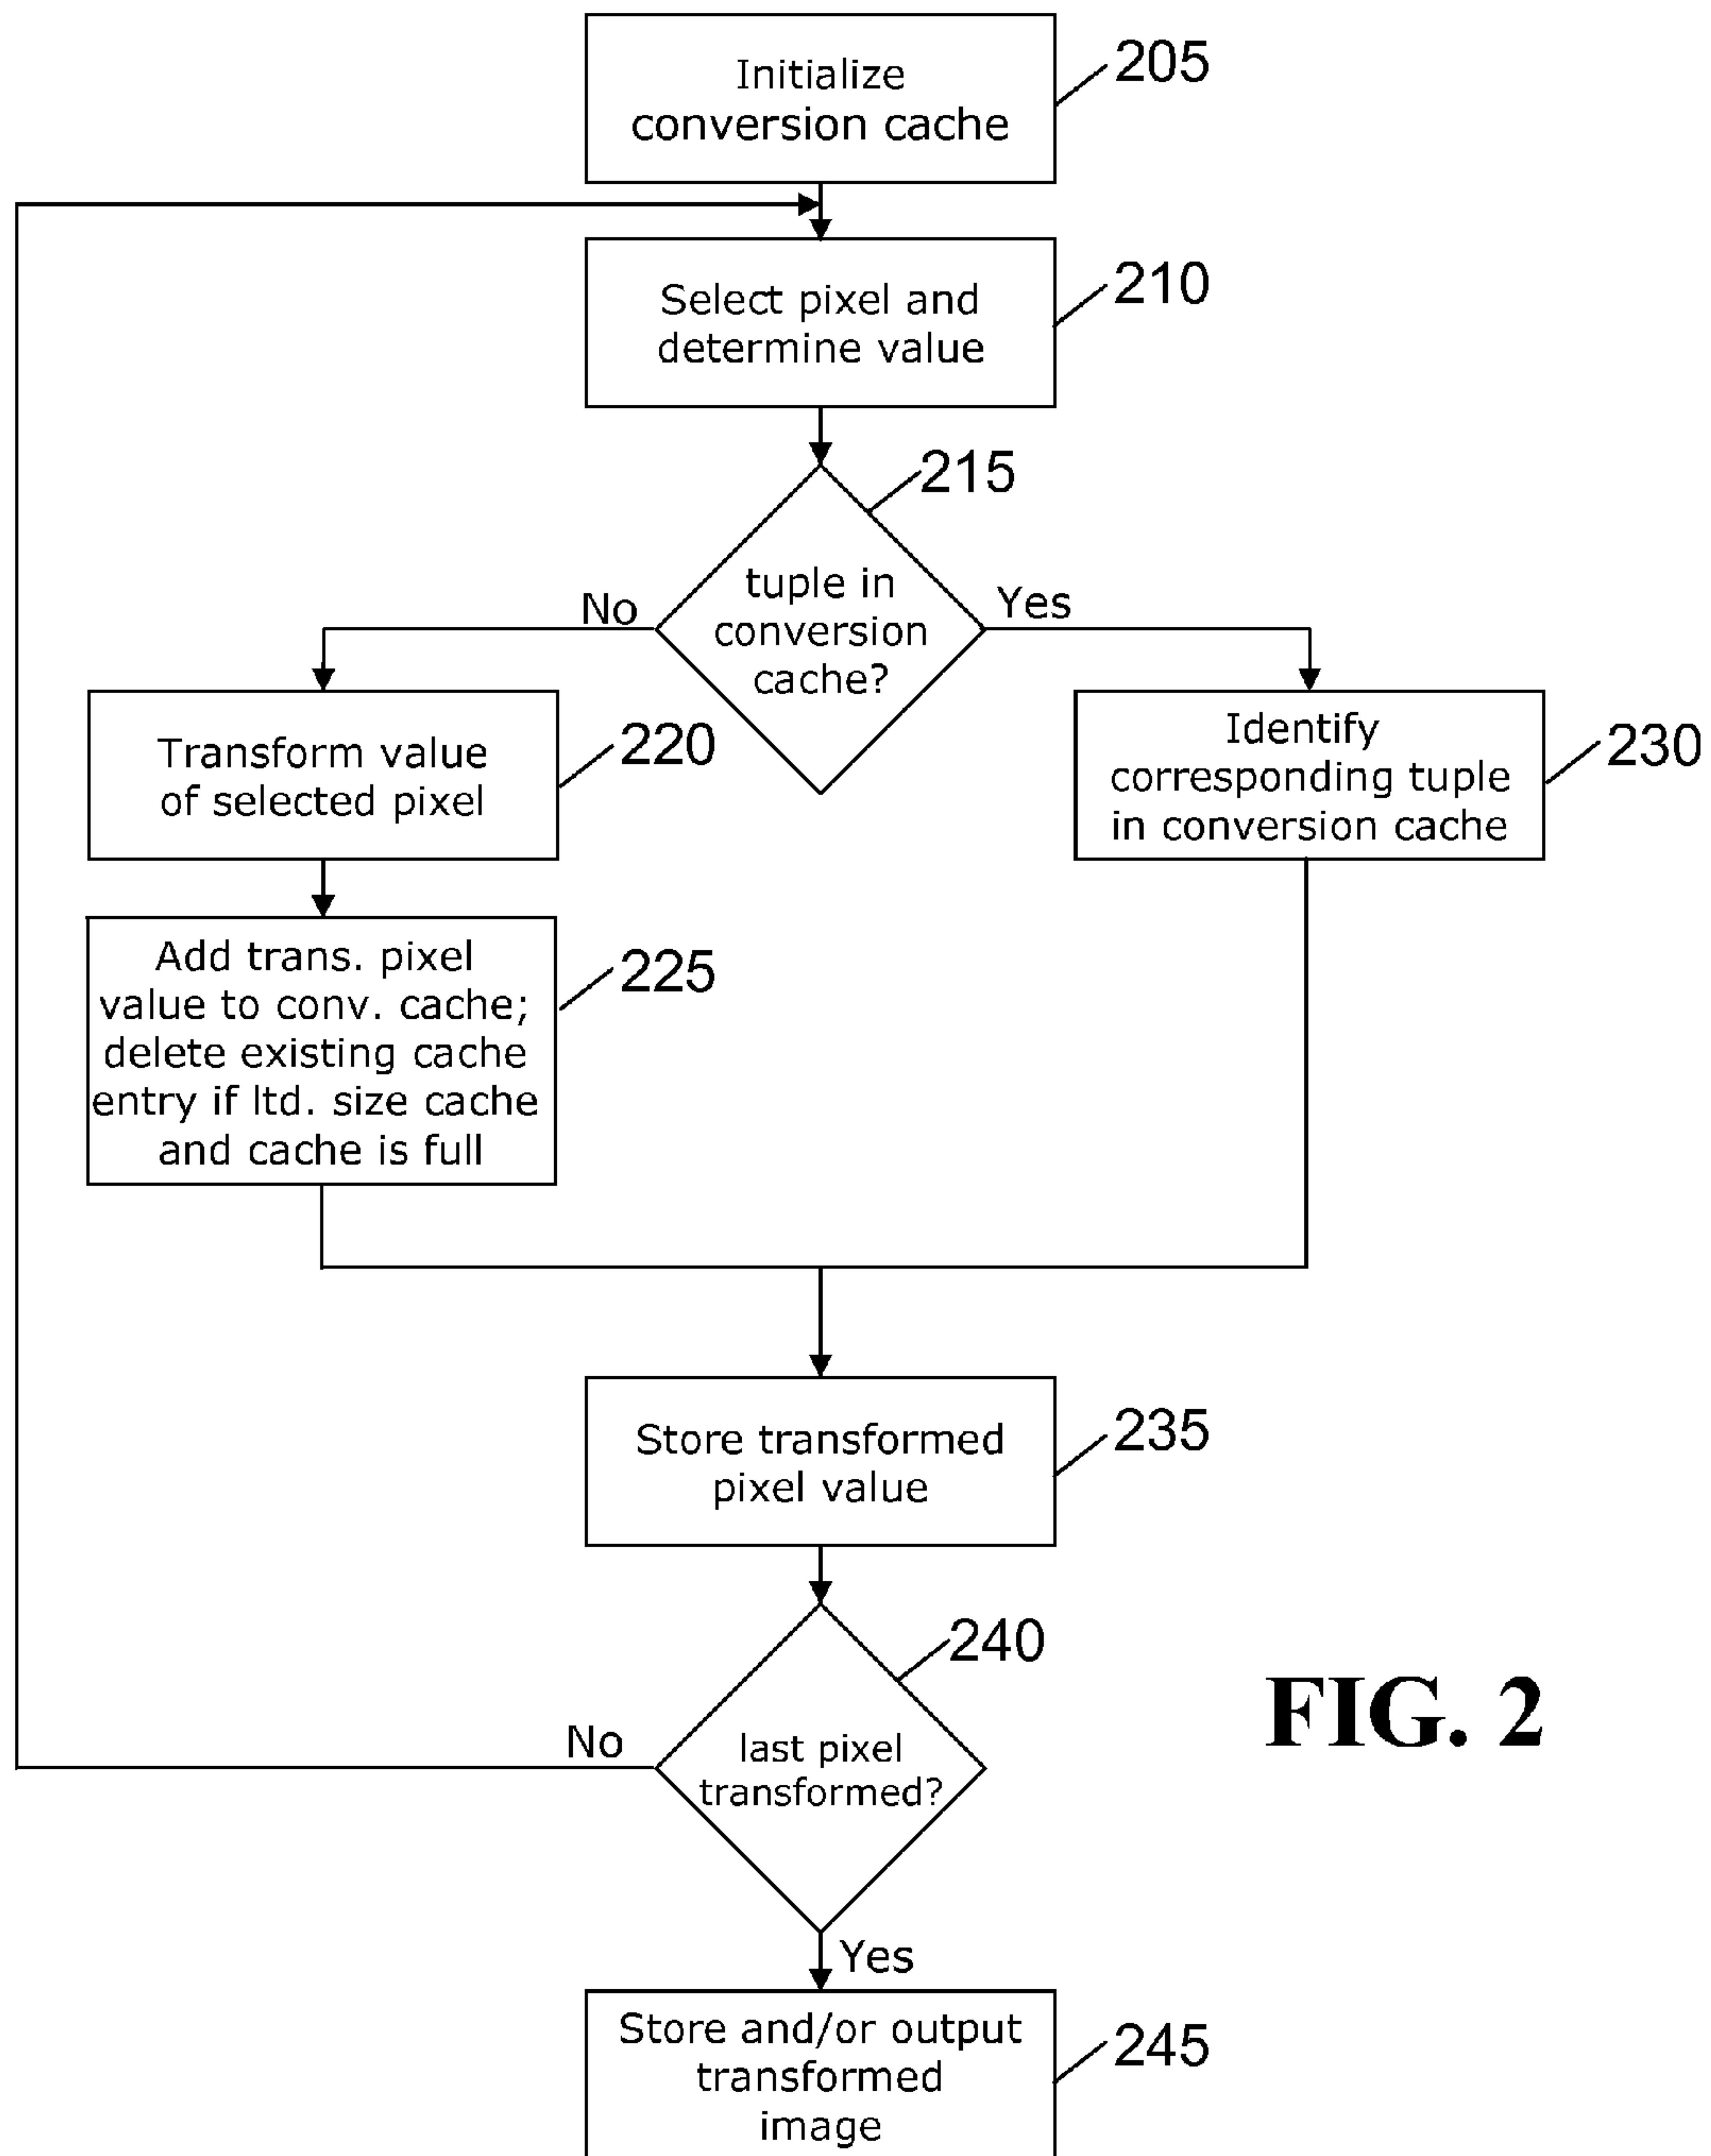 Initialize
conversion cache
205
Select pixel and
determine value
210
215
tuple in
conversion
cache?
No
Yes
Transform value
of selected pixel
220
Identify
corresponding tuple
in conversion cache
230
Add trans. pixel
value to conv. cache;
delete existing cache
entry if ltd. size cache
and cache is full
225
Store transformed
pixel value
235
240
last pixel
transformed?
No
Yes
FIG. 2
Store and/or output
transformed
image
245